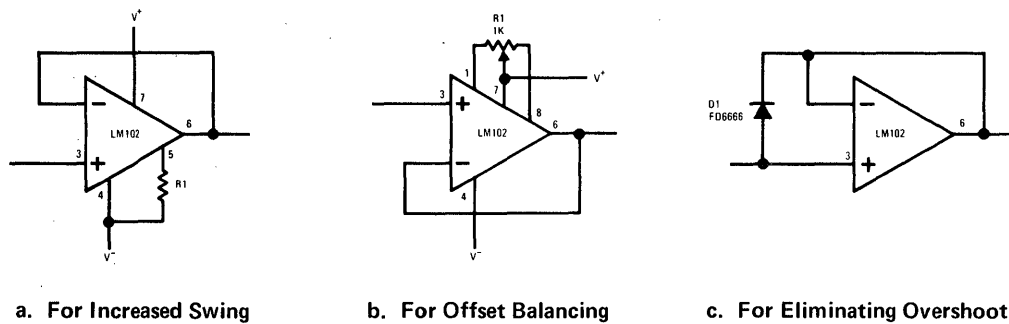 V+
7
−
LM102
6
3
+
5
4
R1
V−
a. For Increased Swing
R1
1K
1
V+
7
3
+
8
LM102
6
−
4
V−
b. For Offset Balancing
D1
FD6666
−
LM102
6
3
+
c. For Eliminating Overshoot